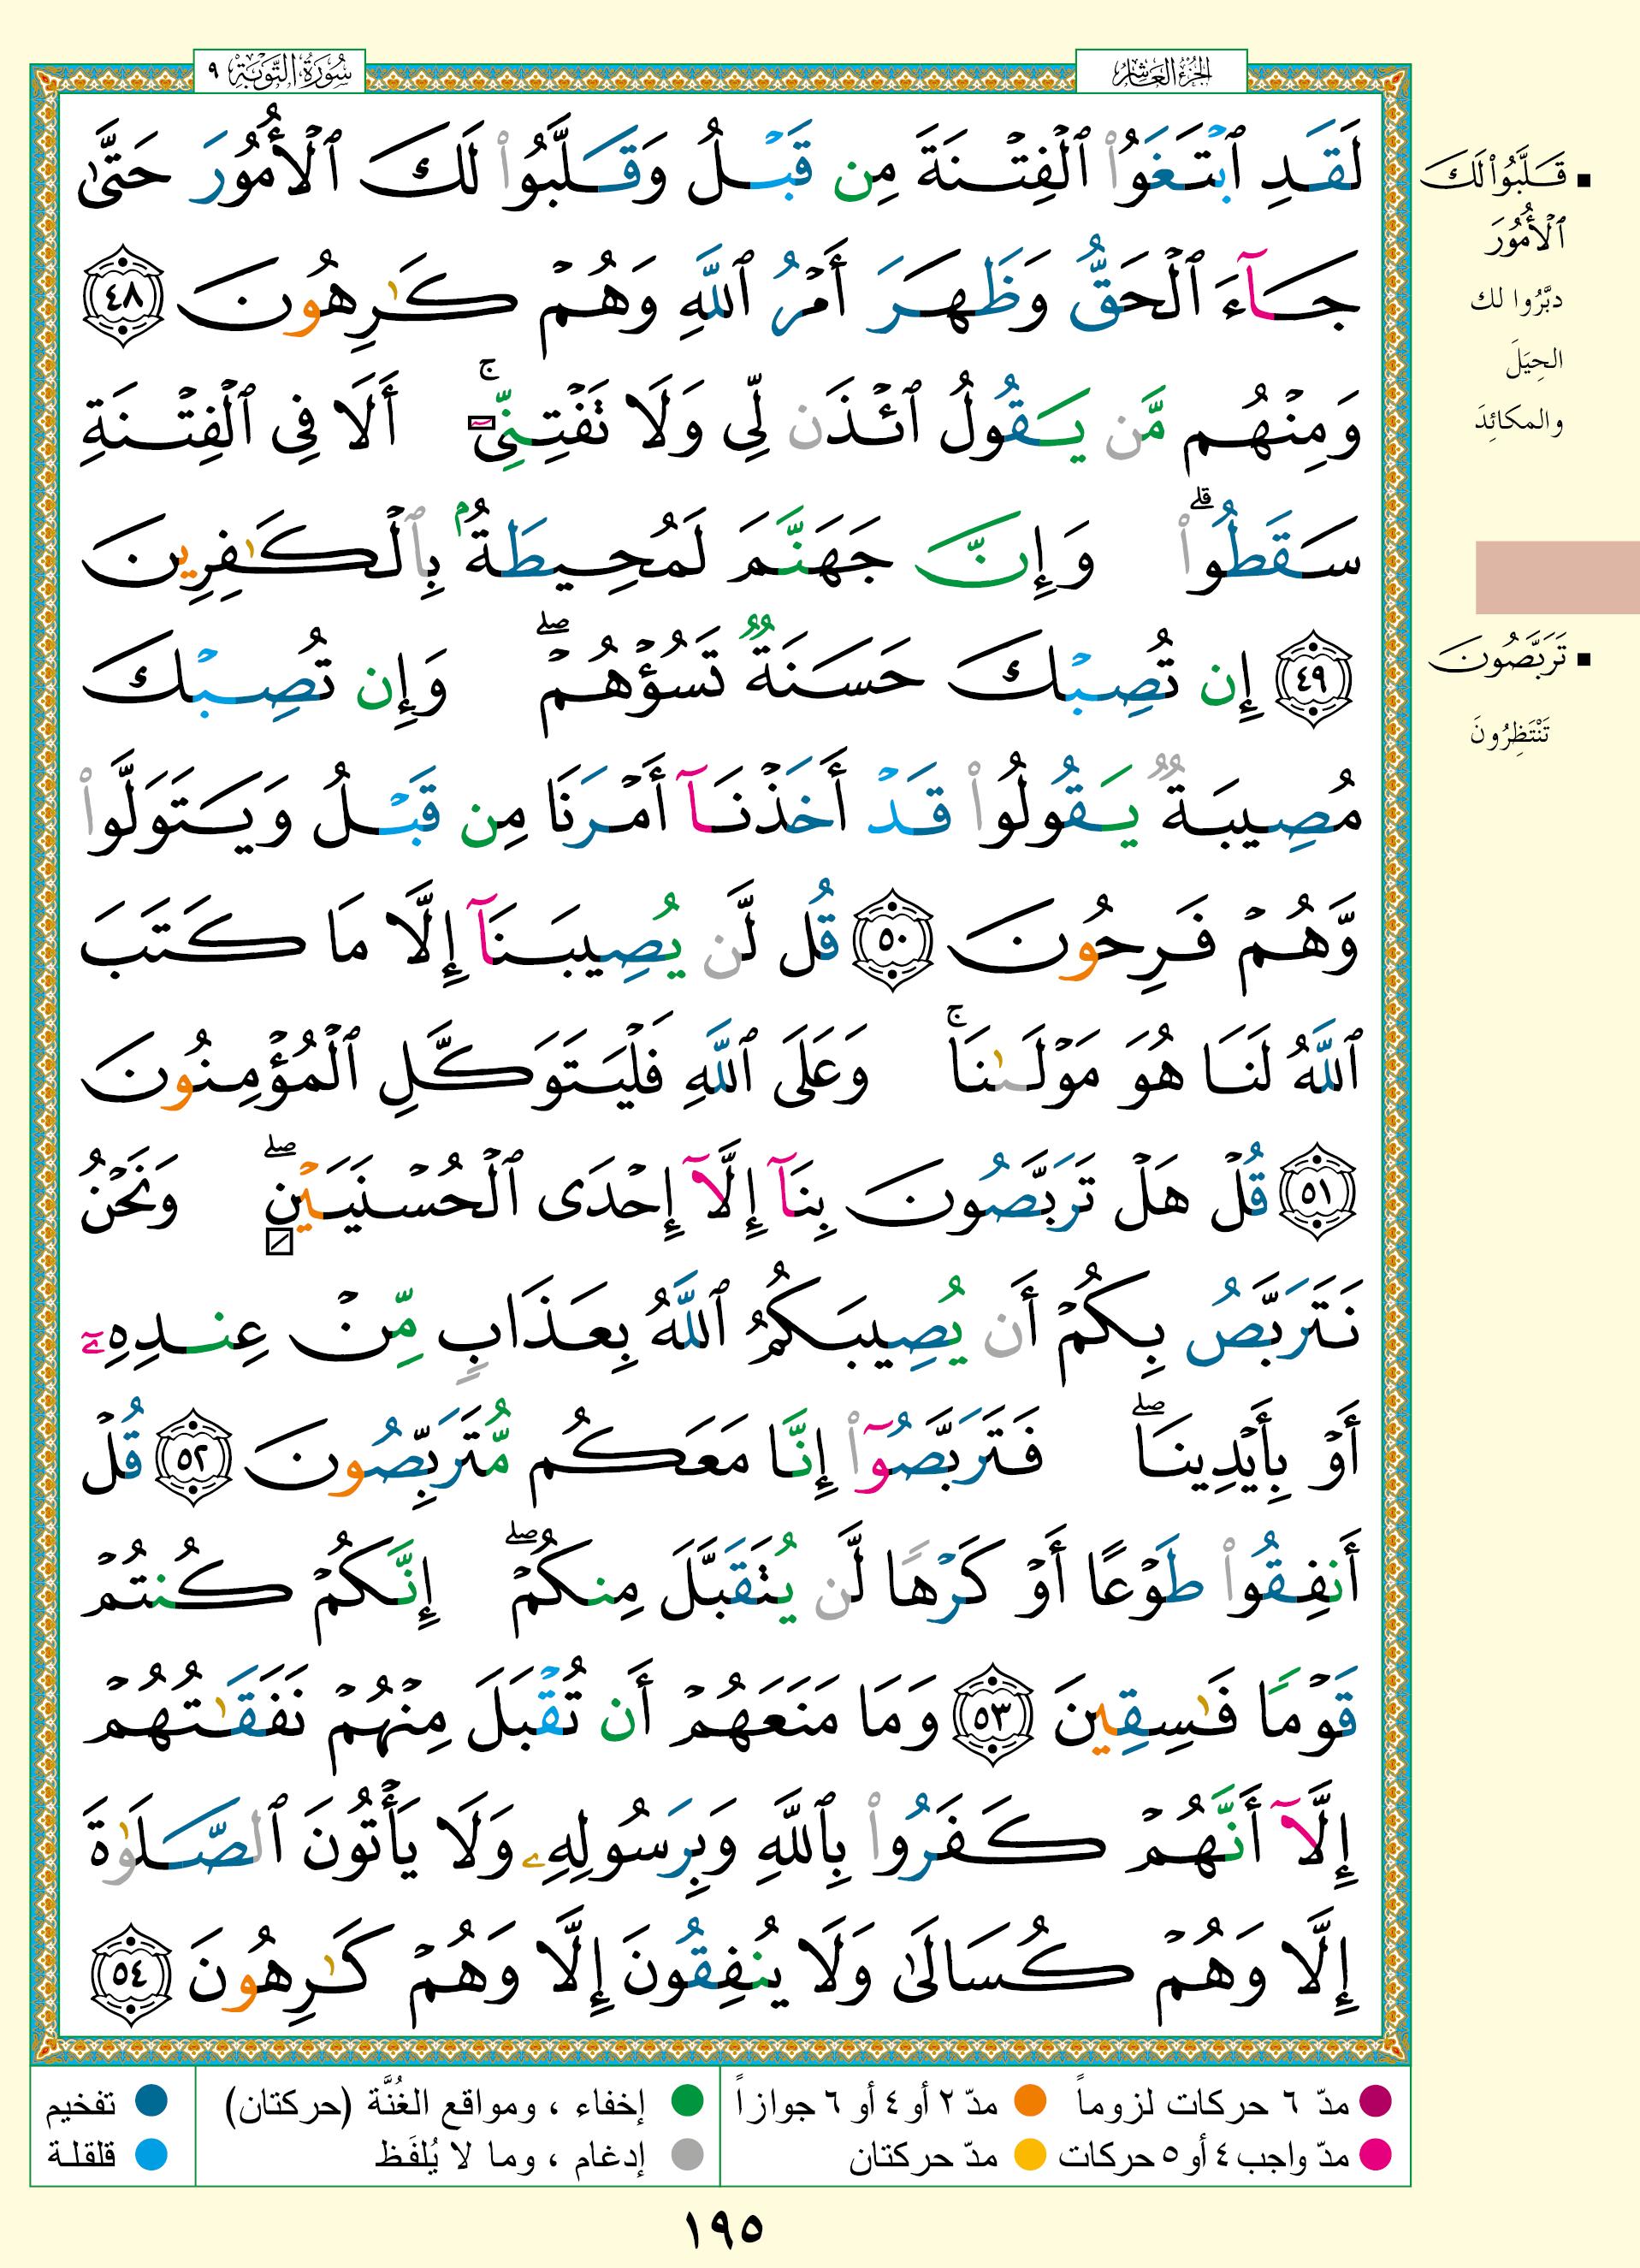 الجزء العاشر
سورة التوبة ٩
لَقَدِ ٱبۡتَغَوُاْ ٱلۡفِتۡنَةَ مِن قَبۡلُ وَقَلَّبُواْ لَكَ ٱلۡأُمُورَ حَتَّىٰ
جَآءَ ٱلۡحَقُّ وَظَهَرَ أَمۡرُ ٱللَّهِ وَهُمۡ كَٰرِهُونَ ٤٨
وَمِنۡهُم مَّن يَقُولُ ٱئۡذَن لِّي وَلَا تَفۡتِنِّيٓۚ أَلَا فِي ٱلۡفِتۡنَةِ
سَقَطُواْۗ وَإِنَّ جَهَنَّمَ لَمُحِيطَةُۢ بِٱلۡكَٰفِرِينَ
٤٩ إِن تُصِبۡكَ حَسَنَةٞ تَسُؤۡهُمۡۖ وَإِن تُصِبۡكَ
مُصِيبَةٞ يَقُولُواْ قَدۡ أَخَذۡنَآ أَمۡرَنَا مِن قَبۡلُ وَيَتَوَلَّواْ
وَّهُمۡ فَرِحُونَ ٥٠ قُل لَّن يُصِيبَنَآ إِلَّا مَا كَتَبَ
ٱللَّهُ لَنَا هُوَ مَوۡلَىٰنَاۚ وَعَلَى ٱللَّهِ فَلۡيَتَوَكَّلِ ٱلۡمُؤۡمِنُونَ
٥١ قُلۡ هَلۡ تَرَبَّصُونَ بِنَآ إِلَّآ إِحۡدَى ٱلۡحُسۡنَيَيۡنِۖ وَنَحۡنُ
نَتَرَبَّصُ بِكُمۡ أَن يُصِيبَكُمُ ٱللَّهُ بِعَذَابٖ مِّنۡ عِندِهِۦٓ
أَوۡ بِأَيۡدِينَاۖ فَتَرَبَّصُوٓاْ إِنَّا مَعَكُم مُّتَرَبِّصُونَ ٥٢ قُلۡ
أَنفِقُواْ طَوۡعًا أَوۡ كَرۡهٗا لَّن يُتَقَبَّلَ مِنكُمۡۖ إِنَّكُمۡ كُنتُمۡ
قَوۡمٗا فَٰسِقِينَ ٥٣ وَمَا مَنَعَهُمۡ أَن تُقۡبَلَ مِنۡهُمۡ نَفَقَٰتُهُمۡ
إِلَّآ أَنَّهُمۡ كَفَرُواْ بِٱللَّهِ وَبِرَسُولِهِۦ وَلَا يَأۡتُونَ ٱلصَّلَوٰةَ
إِلَّا وَهُمۡ كُسَالَىٰ وَلَا يُنفِقُونَ إِلَّا وَهُمۡ كَٰرِهُونَ ٥٤
▪ قَلَّبُواْ لَكَ
ٱلۡأُمُورَ
دبَّرُوا لك
الحِيَلَ
والمكائِدَ
▪ تَرَبَّصُونَ
تَنْتَظِرُونَ
مدّ ٦ حركات لزوماً
مدّ ٢ أو ٤ أو ٦ جوازاً
إخفاء ، ومواقع الغُنَّة (حركتان)
تفخيم
مدّ واجب ٤ أو ٥ حركات
مدّ حركتان
إدغام ، وما لا يُلفَظ
قلقلة
١٩٥